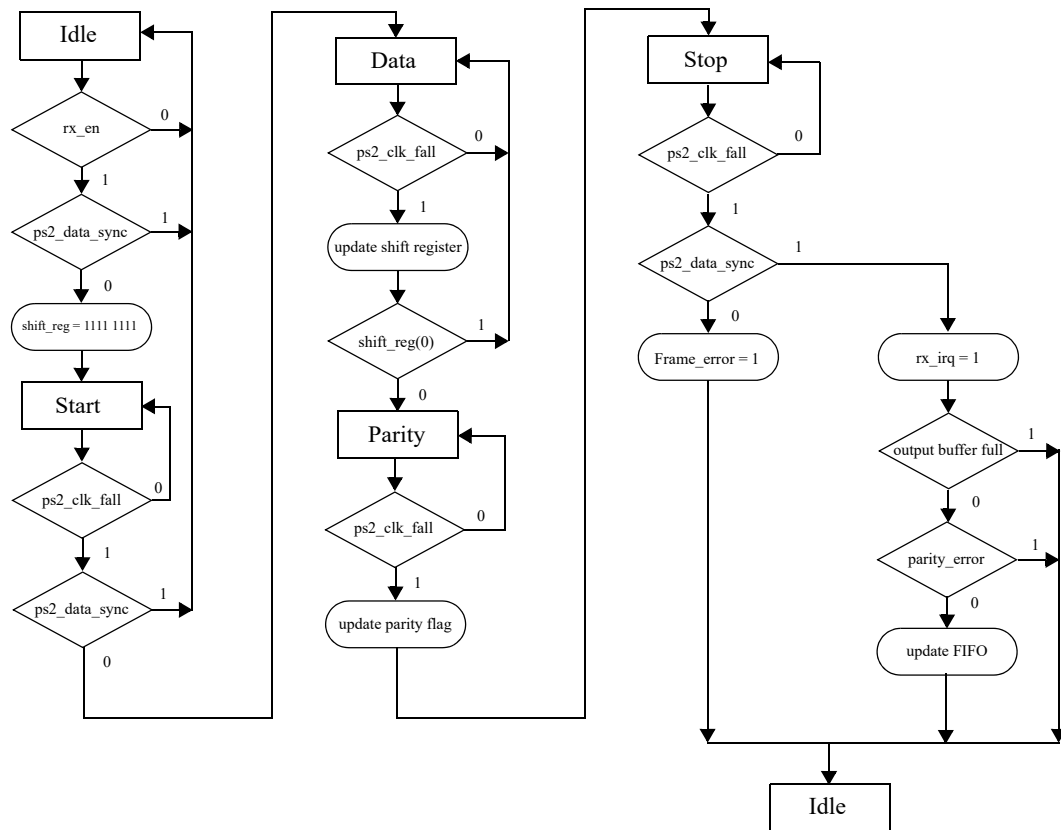 Idle
rx_en
0
1
ps2_data_sync
1
0
shift_reg = 1111 1111
Start
ps2_clk_fall
0
1
ps2_data_sync
1
0
Data
ps2_clk_fall
0
1
update shift register
shift_reg(0)
1
0
Parity
ps2_clk_fall
0
1
update parity flag
Stop
ps2_clk_fall
0
1
ps2_data_sync
1
0
Frame_error = 1
rx_irq = 1
output buffer full
1
0
parity_error
1
0
update FIFO
Idle